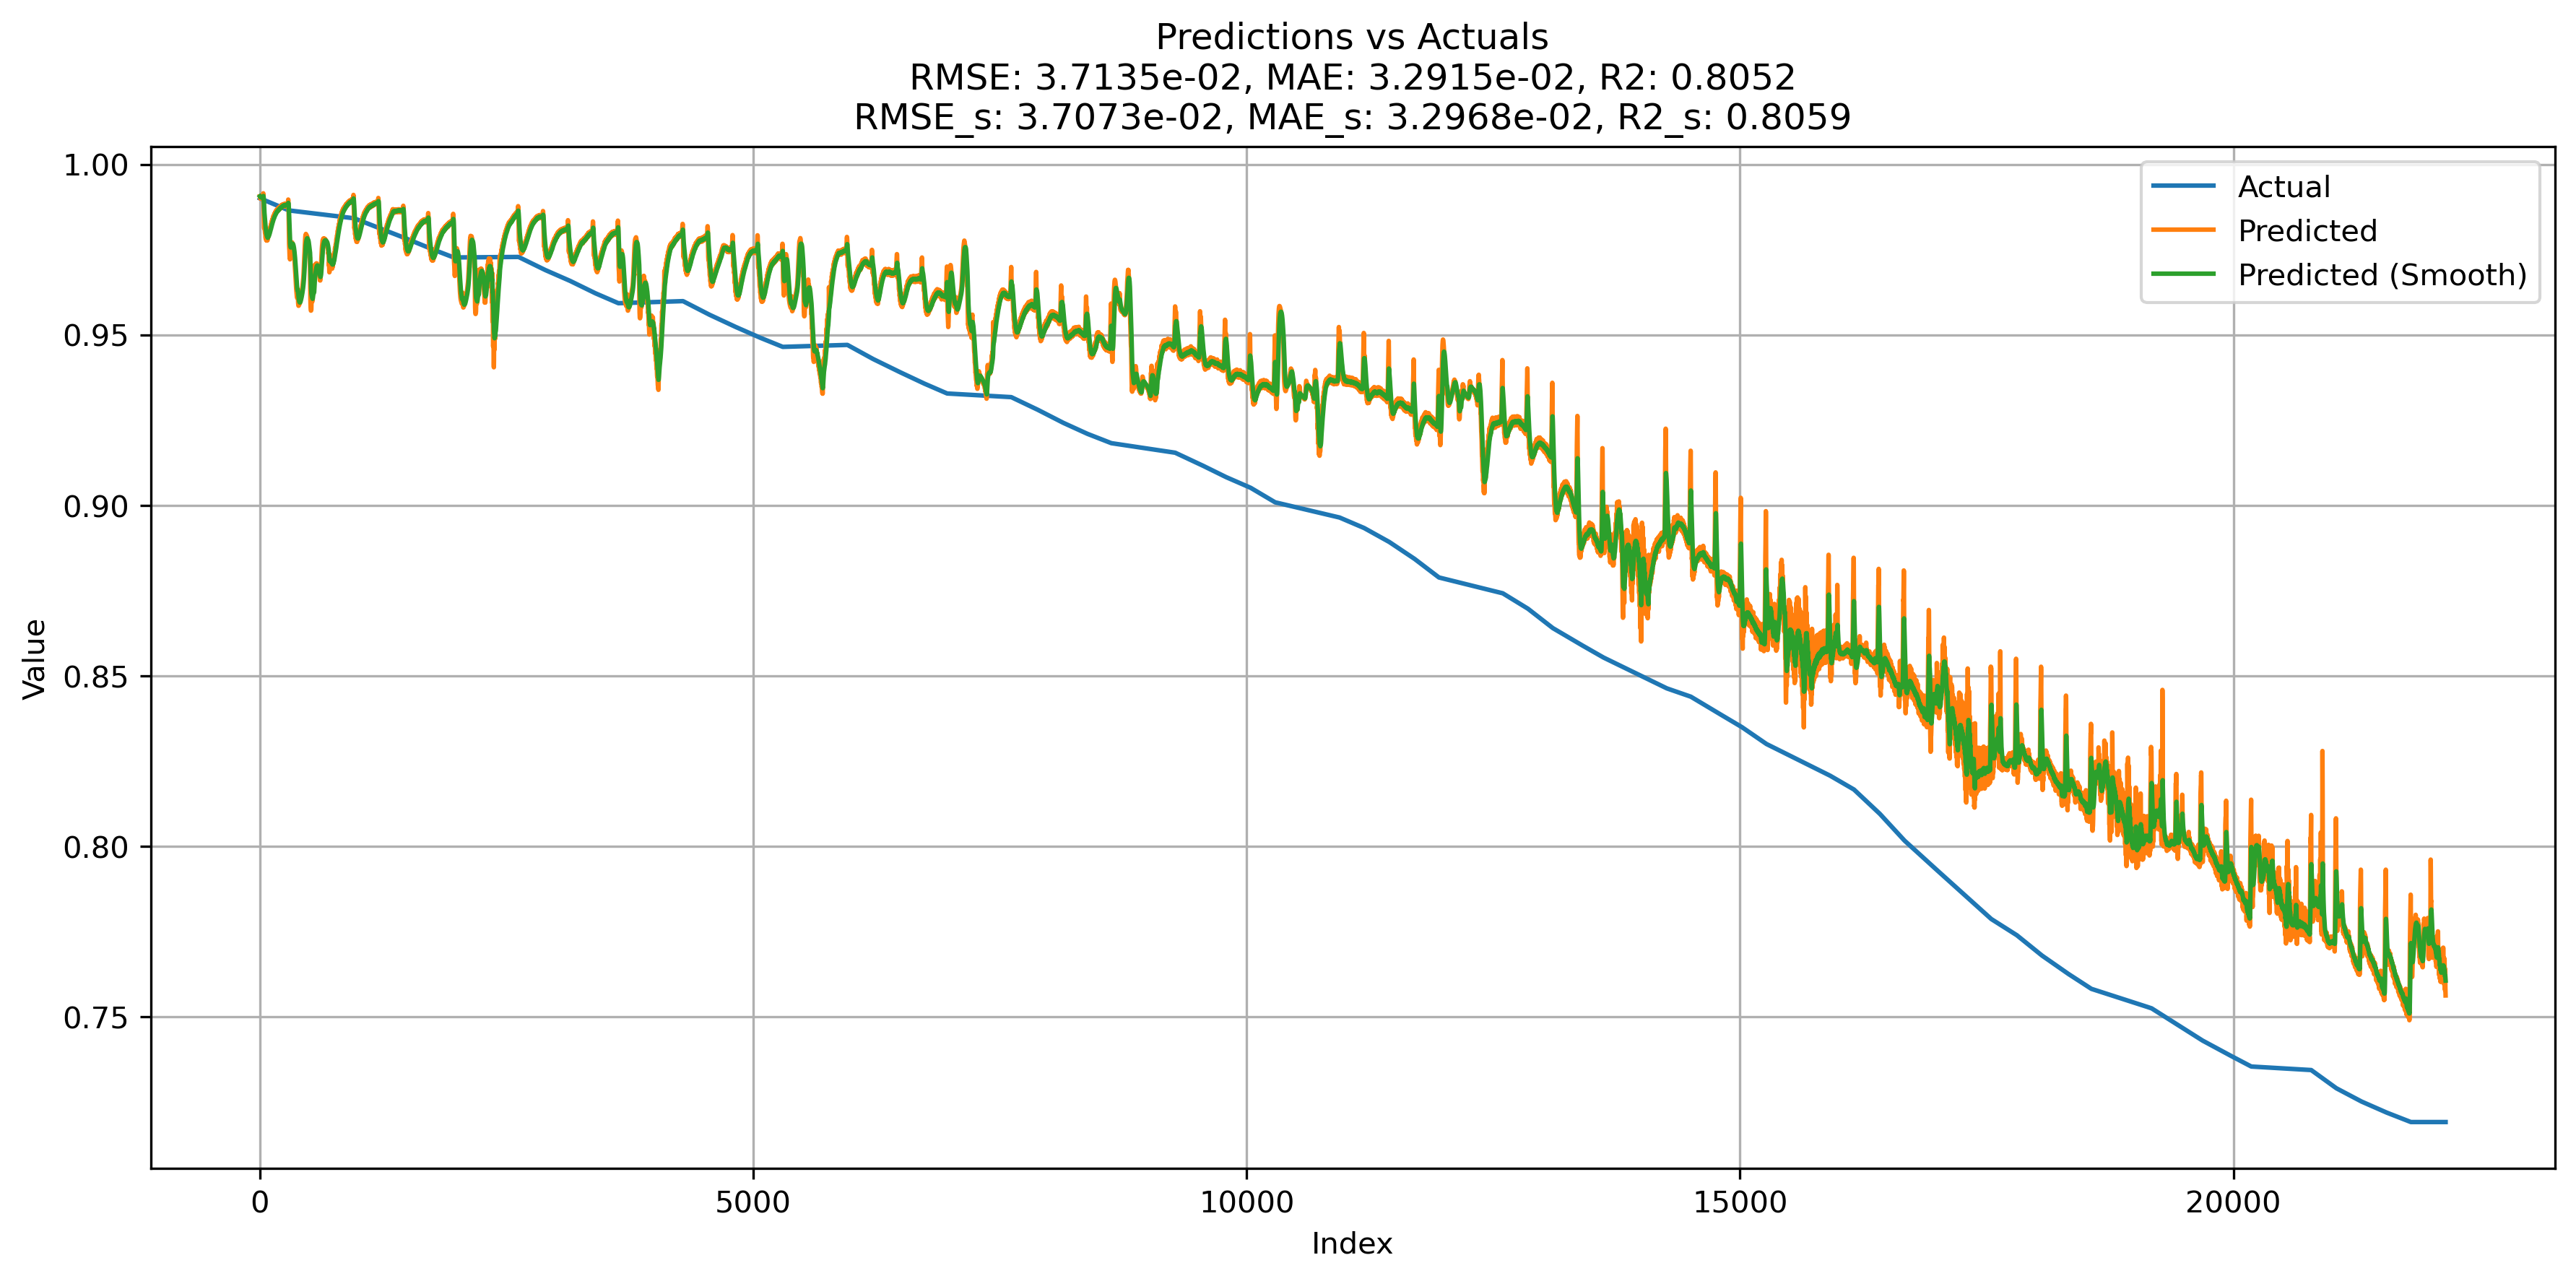 Predictions vs Actuals
RMSE: 3.7135e-02, MAE: 3.2915e-02, R2: 0.8052
RMSE_s: 3.7073e-02, MAE_s: 3.2968e-02, R2_s: 0.8059
1.00
0.95
0.90
0.85
0.80
0.75
Value
Actual
Predicted
Predicted (Smooth)
0
5000
10000
15000
20000
Index